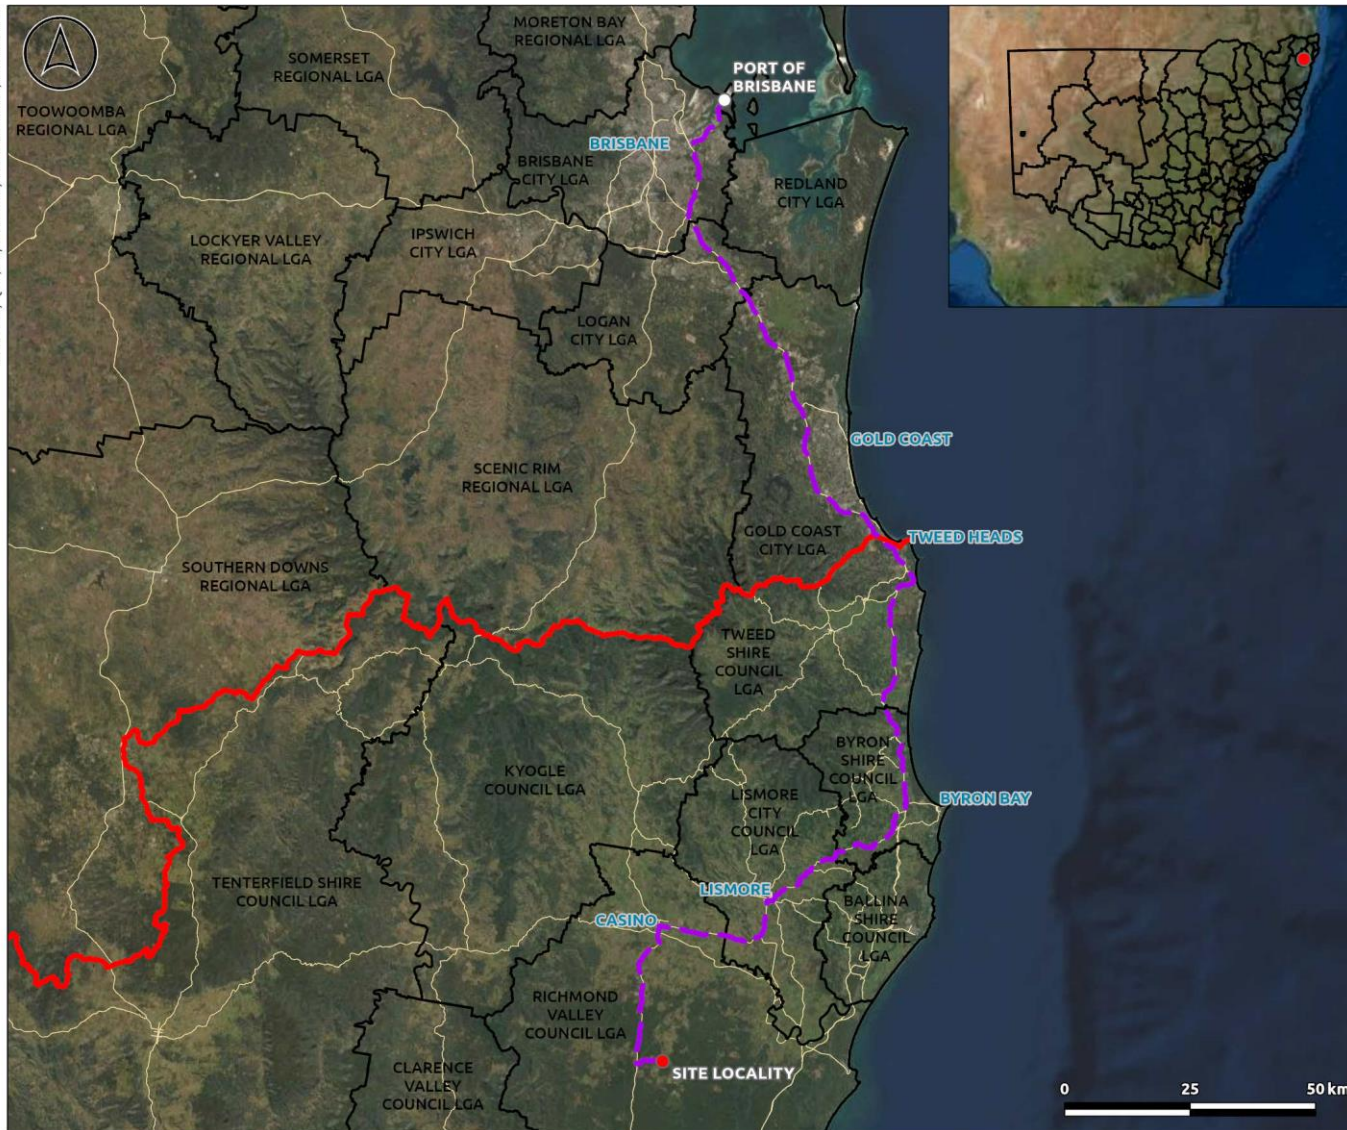 MORETON BAY
REGIONAL LGA
SOMERSET
REGIONAL LGA
TOOWOOMBA
REGIONAL LGA
PORT OF
BRISBANE
BRISBANE
BRISBANE
CITY LGA
REDLAND
CITY LGA
LOCKYER VALLEY
REGIONAL LGA
IPSWICH
CITY LGA
LOGAN
CITY LGA
GOLD COAST
SCENIC RIM
REGIONAL LGA
GOLD COAST
CITY LGA
TWEED HEADS
SOUTHERN DOWNS
REGIONAL LGA
TWEED
SHIRE
COUNCIL
LGA
KYOGLE
COUNCIL LGA
BYRON
SHIRE
COUNCIL
LGA
LISMORE
CITY
COUNCIL
LGA
BYRON BAY
TENTERFIELD SHIRE
COUNCIL LGA
LISMORE
CASINO
BALLINA
SHIRE
COUNCIL
LGA
RICHMOND
VALLEY
COUNCIL LGA
CLARENCE
VALLEY
COUNCIL LGA
SITE LOCALITY
0 25 50 km